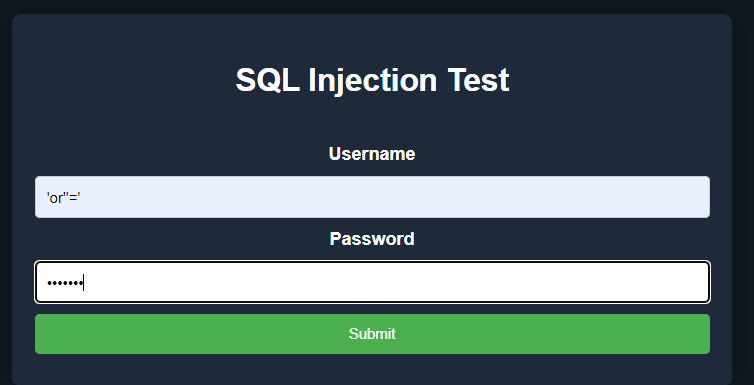 SQL Injection Test
Username
'or''='
Password
•••••••
Submit